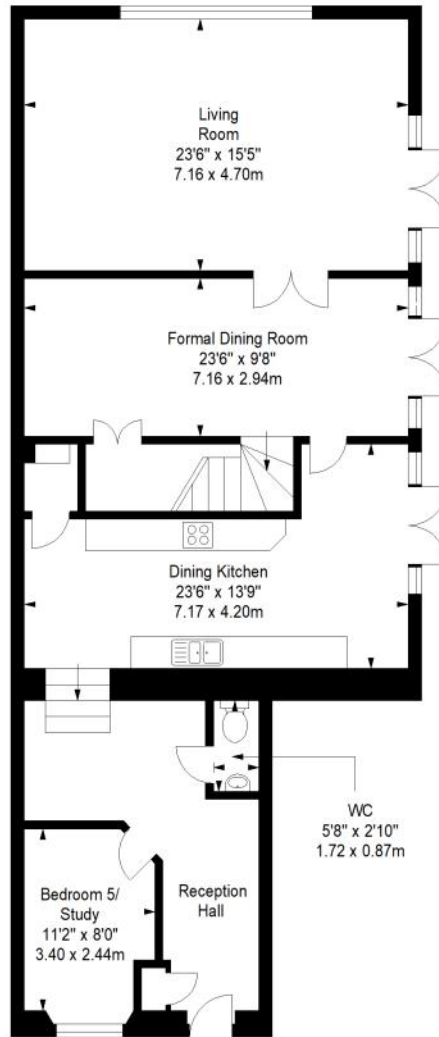 Living
Room
23'6" x 15'5"
7.16 x 4.70m
Formal Dining Room
23'6" x 9'8"
7.16 x 2.94m
Dining Kitchen
23'6" x 13'9"
7.17 x 4.20m
WC
5'8" x 2'10"
1.72 x 0.87m
Bedroom 5/
Study
11'2" x 8'0"
3.40 x 2.44m
Reception
Hall